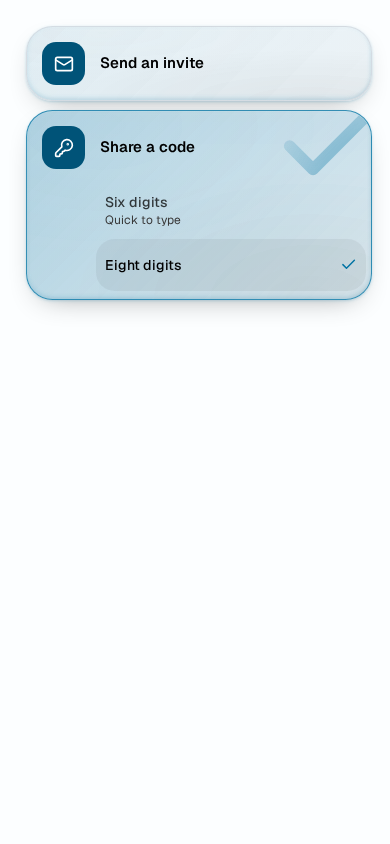 Send an invite
Share a code
Six digits
Quick to type
Eight digits